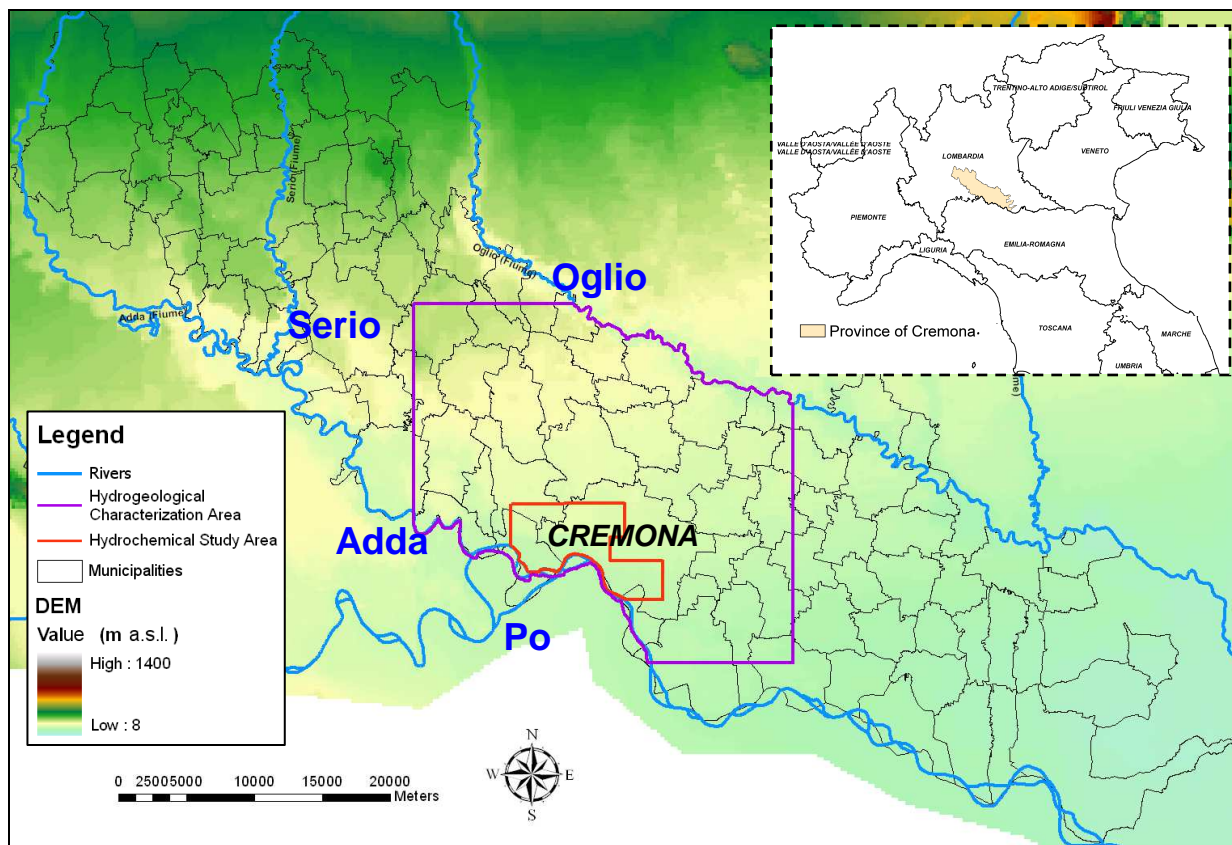 TRENTINO-ALTO ADIGE/SUDTIROL
FRIULI VENEZIA GIULIA
VALLE D'AOSTA/VALLÉE D'AOSTE
VALLE D'AOSTA/VALLÉE D'AOSTE
LOMBARDIA
VENETO
PIEMONTE
EMILIA-ROMAGNA
LIGURIA
TOSCANA
MARCHE
UMBRIA
Province of Cremona
0
Serio (Fiume)
Oglio (Fiume)
Adda (Fiume)
Oglio
Serio
Adda
CREMONA
Po
Legend
Rivers
Hydrogeological
Characterization Area
Hydrochemical Study Area
Municipalities
DEM
Value (m a.s.l.)
High : 1400
Low : 8
N
W E
S
0 2500 5000 10000 15000 20000
Meters